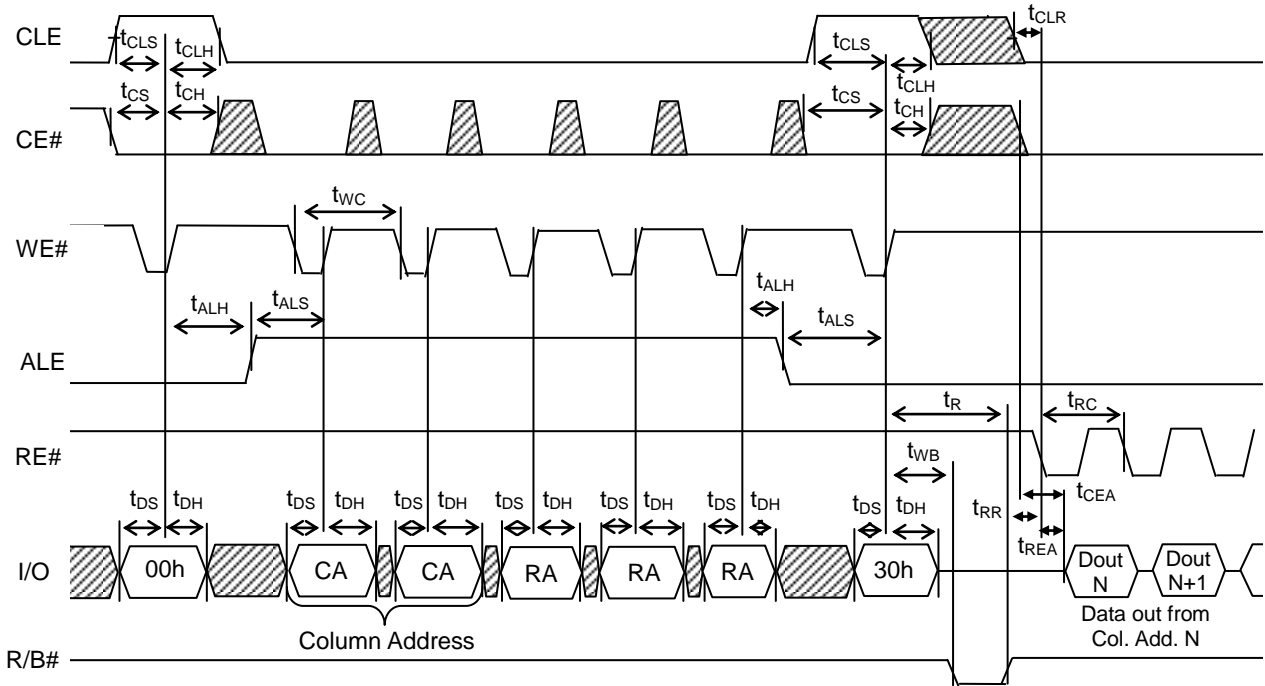 CLE
tCLS
tCLH
tCLS
tCLH
tCLR
CE#
tCS
tCH
tCS
tCH
WE#
tWC
ALE
tALH
tALS
tALH
tALS
RE#
tR
tRC
tWB
tRR
tCEA
tREA
I/O
tDS
tDH
tDS
tDH
tDS
tDH
tDS
tDH
tDS
tDH
tDS
tDH
tDS
tDH
00h
CA
CA
RA
RA
RA
30h
Dout
N
Dout
N+1
Column Address
Data out from
Col. Add. N
R/B#